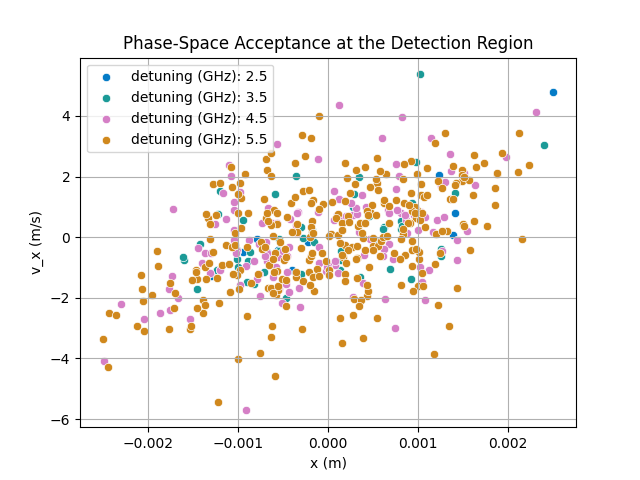 Phase-Space Acceptance at the Detection Region
detuning (GHz): 2.5
detuning (GHz): 3.5
detuning (GHz): 4.5
detuning (GHz): 5.5
4
2
0
−2
−4
−6
v_x (m/s)
−0.002
−0.001
0.000
0.001
0.002
x (m)